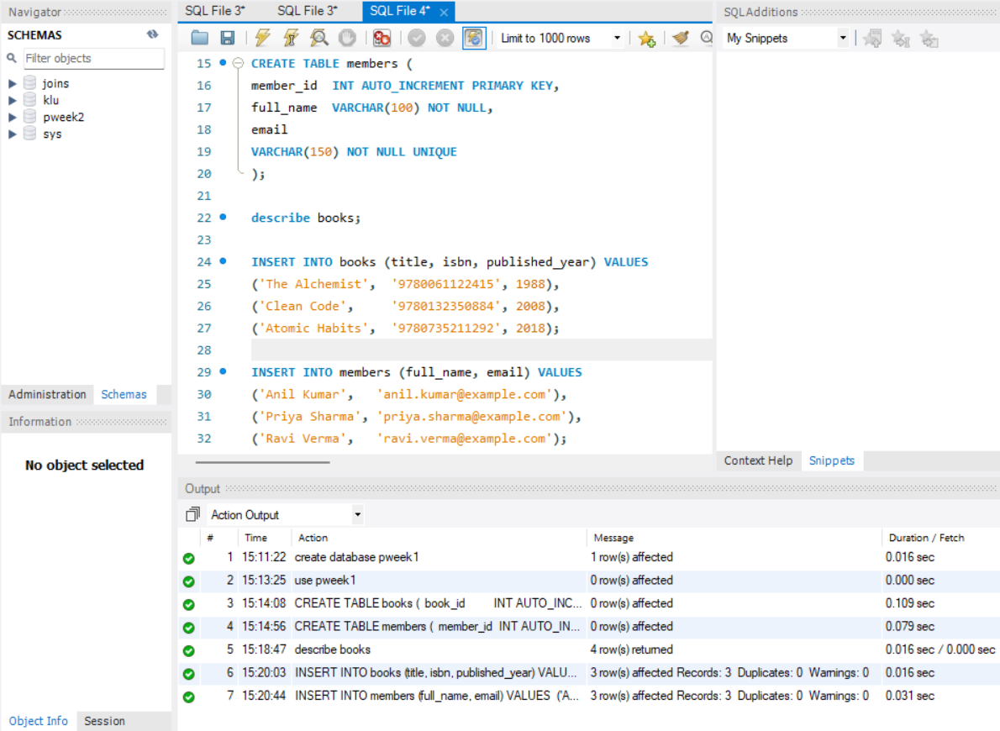 Navigator
SCHEMAS
Filter objects
joins
klu
pweek2
sys
Administration Schemas
Information
No object selected
Object Info Session
SQL File 3* SQL File 3* SQL File 4*
Limit to 1000 rows
15 CREATE TABLE members (
16 member_id  INT AUTO_INCREMENT PRIMARY KEY,
17 full_name  VARCHAR(100) NOT NULL,
18 email
19 VARCHAR(150) NOT NULL UNIQUE
20 );
21
22 describe books;
23
24 INSERT INTO books (title, isbn, published_year) VALUES
25 ('The Alchemist',  '9780061122415', 1988),
26 ('Clean Code',     '9780132350884', 2008),
27 ('Atomic Habits',  '9780735211292', 2018);
28
29 INSERT INTO members (full_name, email) VALUES
30 ('Anil Kumar',   'anil.kumar@example.com'),
31 ('Priya Sharma', 'priya.sharma@example.com'),
32 ('Ravi Verma',   'ravi.verma@example.com');
SQLAdditions
My Snippets
Context Help Snippets
Output
Action Output
# Time Action Message Duration / Fetch
1 15:11:22 create database pweek1 1 row(s) affected 0.016 sec
2 15:13:25 use pweek1 0 row(s) affected 0.000 sec
3 15:14:08 CREATE TABLE books ( book_id INT AUTO_INC... 0 row(s) affected 0.109 sec
4 15:14:56 CREATE TABLE members ( member_id INT AUTO_IN... 0 row(s) affected 0.079 sec
5 15:18:47 describe books 4 row(s) returned 0.016 sec / 0.000 sec
6 15:20:03 INSERT INTO books (title, isbn, published_year) VALU... 3 row(s) affected Records: 3 Duplicates: 0 Warnings: 0 0.016 sec
7 15:20:44 INSERT INTO members (full_name, email) VALUES ('A... 3 row(s) affected Records: 3 Duplicates: 0 Warnings: 0 0.031 sec